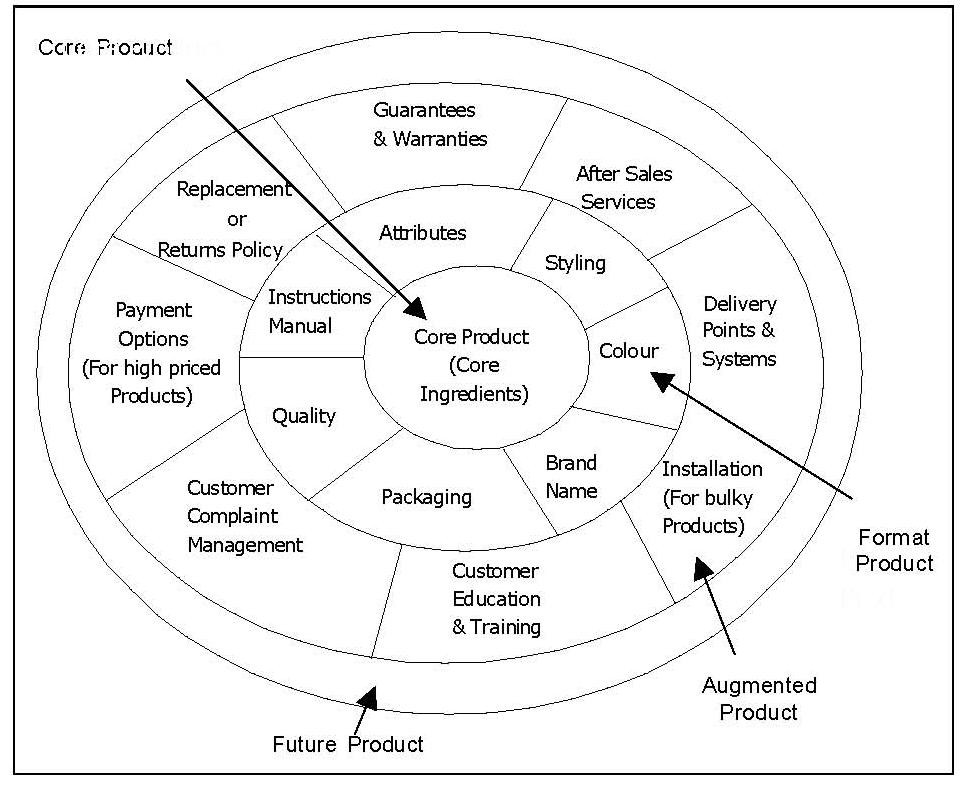 Core Product
Guarantees
& Warranties
After Sales
Services
Replacement
or
Returns Policy
Attributes
Styling
Instructions
Manual
Payment
Options
(For high priced
Products)
Core Product
(Core
Ingredients)
Colour
Delivery
Points &
Systems
Quality
Packaging
Brand
Name
Installation
(For bulky
Products)
Customer
Complaint
Management
Customer
Education
& Training
Format
Product
Augmented
Product
Future Product